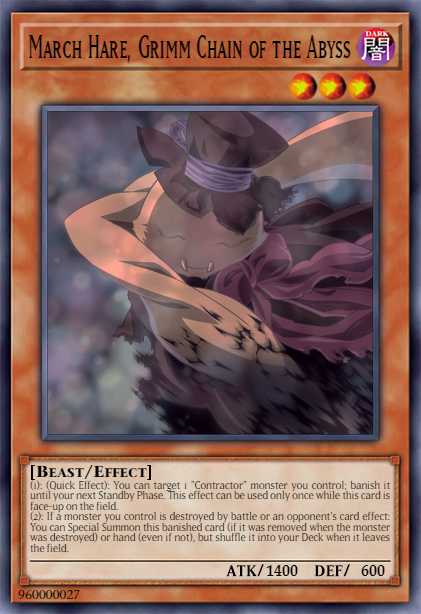 March Hare, Grimm Chain of the Abyss
DARK
闇
[Beast/Effect]
(1): (Quick Effect): You can target 1 "Contractor" monster you control; banish it
until your next Standby Phase. This effect can be used only once while this card is
face-up on the field.
(2): If a monster you control is destroyed by battle or an opponent's card effect:
You can Special Summon this banished card (if it was removed when the monster
was destroyed) or hand (even if not), but shuffle it into your Deck when it leaves
the field.
ATK/1400 DEF/ 600
960000027